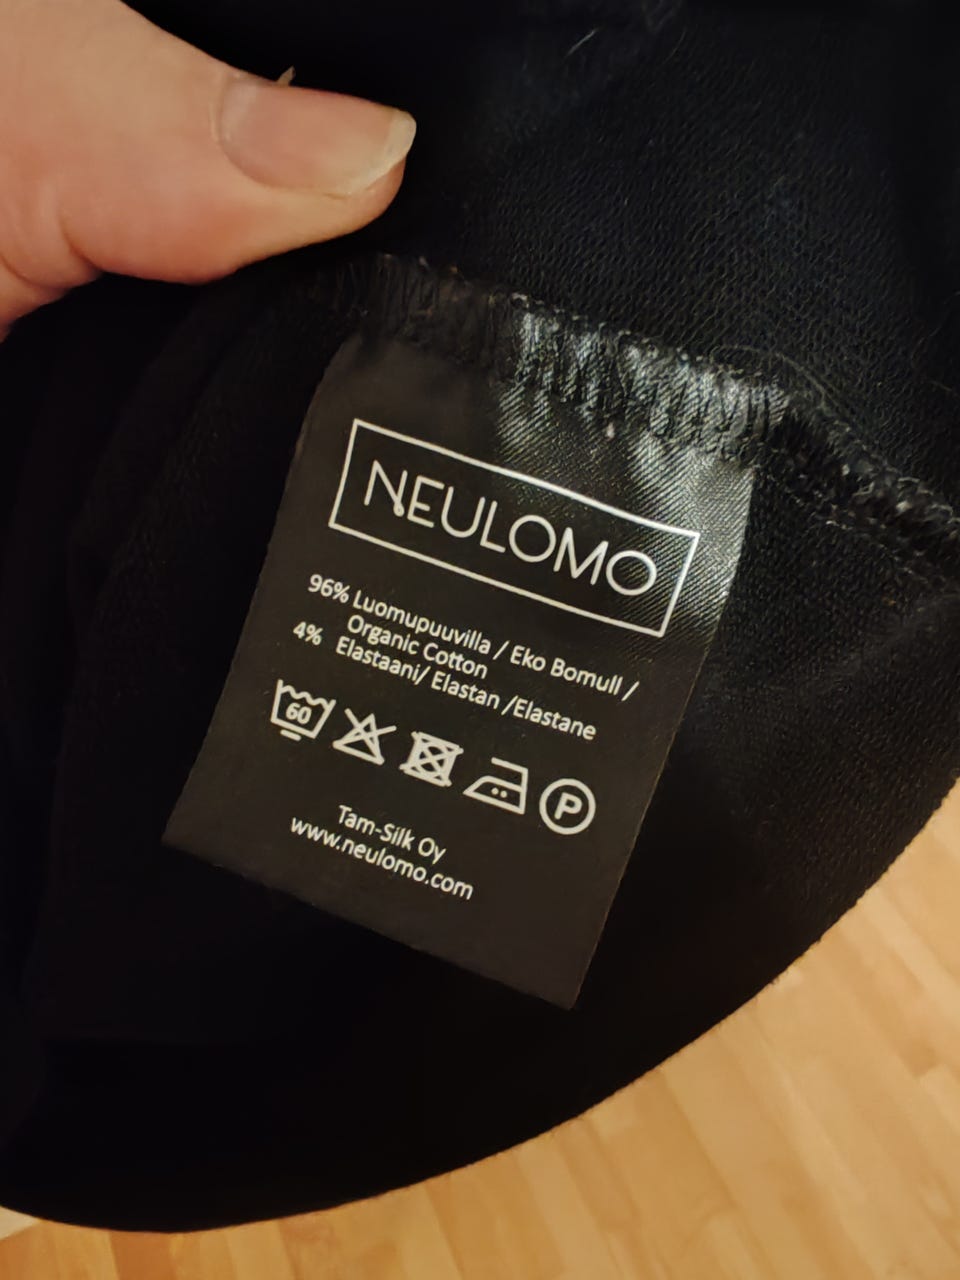 NEULOMO
96% Luomupuuvilla / Eko Bomull /
Organic Cotton
4% Elastaani/ Elastan /Elastane
60
P
Tam-Silk Oy
www.neulomo.com